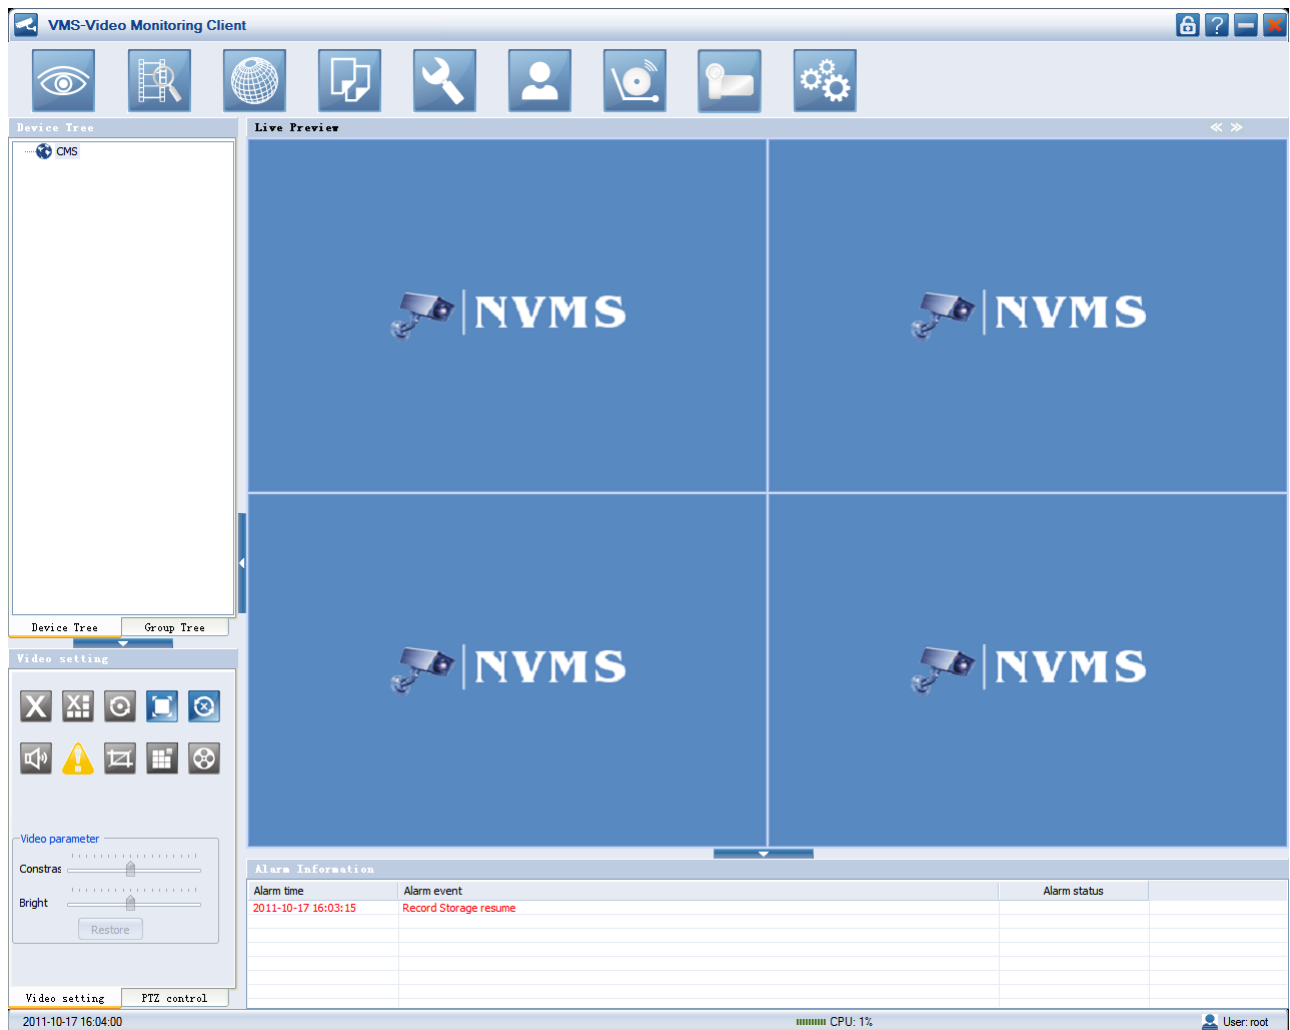 VMS-Video Monitoring Client
Device Tree
Live Preview
CMS
NVMS
NVMS
NVMS
NVMS
Device Tree
Group Tree
Video setting
Video parameter
Constras
Bright
Restore
Video setting
PTZ control
Alarm Information
Alarm time
Alarm event
Alarm status
2011-10-17 16:03:15
Record Storage resume
2011-10-17 16:04:00
CPU: 1%
User: root